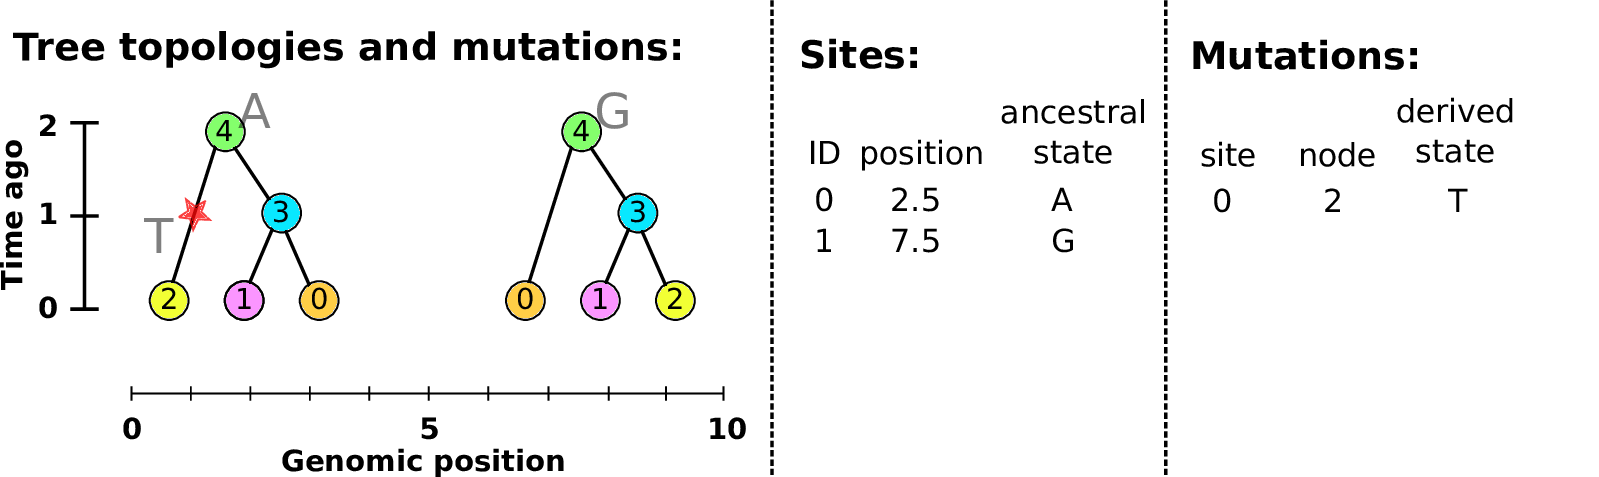 Tree topologies and mutations:
A
G
2
4
4
1
3
3
T
0
2
1
0
0
1
2
Time ago
0
5
10
Genomic position
Sites:
ancestral
ID position state
0 2.5 A
1 7.5 G
Mutations:
derived
site node state
0 2 T